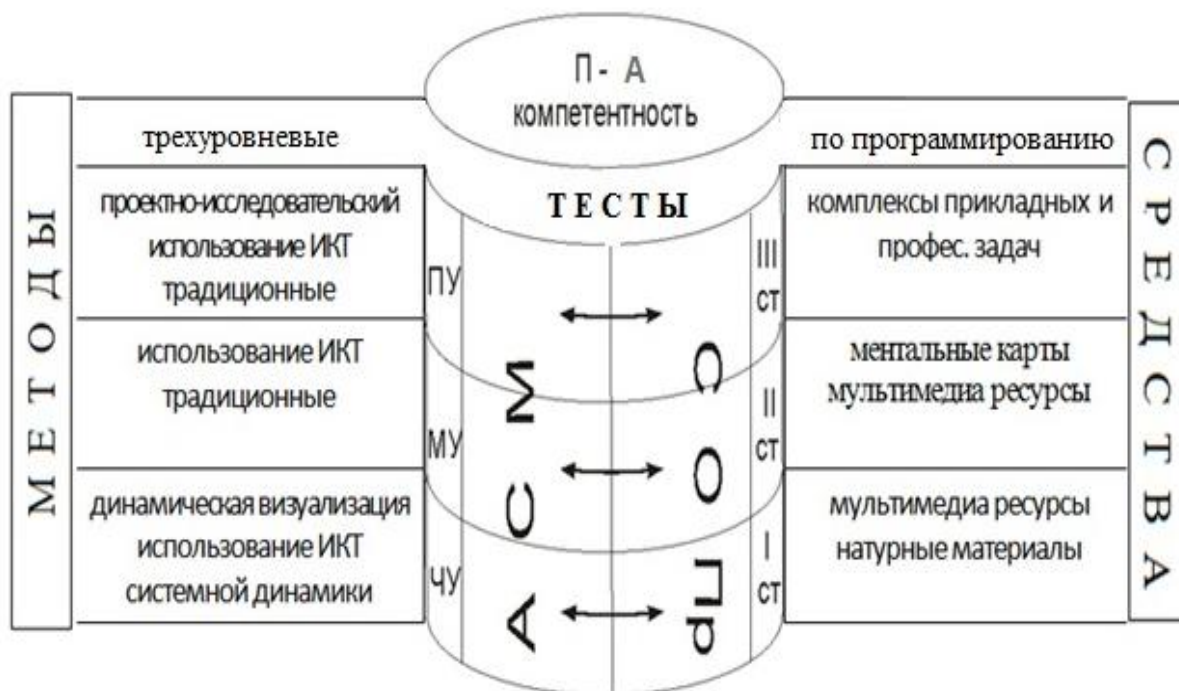 П - А
компетентность
ТЕСТЫ
МЕТОДЫ
трехуровневые
проектно-исследовательский
использование ИКТ
традиционные
использование ИКТ
традиционные
динамическая визуализация
использование ИКТ
системной динамики
ПУ
МУ
ЧУ
АСМ
ПрОС
III
ст
II
ст
I
ст
по программированию
комплексы прикладных и
профес. задач
ментальные карты
мультимедиа ресурсы
мультимедиа ресурсы
натурные материалы
СРЕДСТВА